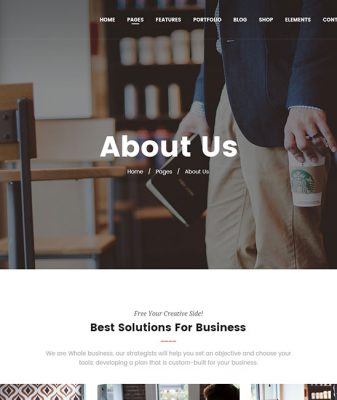 HOME PAGES FEATURES PORTFOLIO BLOG SHOP ELEMENTS CONT
About Us
Home / Pages / About Us
Free Your Creative Side!
Best Solutions For Business
We are Whole business, our strategists will help you set an objective and choose your
tools, developing a plan that is custom-built for your business.